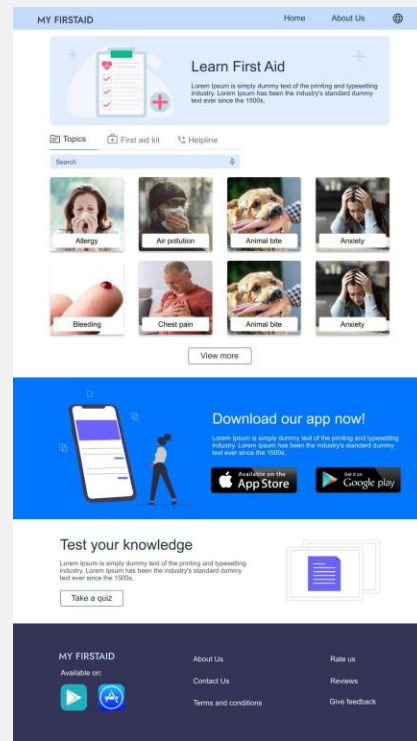 MY FIRSTAID
Home
About Us
Learn First Aid
Lorem Ipsum is simply dummy text of the printing and typesetting
industry. Lorem Ipsum has been the industry's standard dummy
text ever since the 1500s,
Topics
First aid kit
Helpline
Search
Allergy
Air pollution
Animal bite
Anxiety
Bleeding
Chest pain
Animal bite
Anxiety
View more
Download our app now!
Lorem Ipsum is simply dummy text of the printing and typesetting
industry. Lorem Ipsum has been the industry's standard dummy
text ever since the 1500s,
Available on the
App Store
Get it on
Google play
Test your knowledge
Lorem Ipsum is simply dummy text of the printing and typesetting
industry. Lorem Ipsum has been the industry's standard dummy
text ever since the 1500s,
Take a quiz
MY FIRSTAID
Available on:
About Us
Contact Us
Terms and conditions
Rate us
Reviews
Give feedback